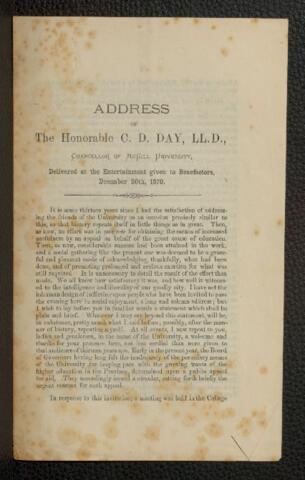 ADDRESS
OF
The Honorable C. D. DAY, LL.D.,
CHANCELLOR OF McGILL UNIVERSITY,
Delivered at the Entertainment given to Benefactors,
December 20th, 1870.
It is some thirteen years since I had the satisfaction of addressing
the friends of the University on an occasion precisely similar to
this, so that history repeats itself in little things as in great. Then,
as now, an effort was in progress for obtaining the means of increased
usefulness by an appeal on behalf of the great cause of education.
Then, as now, considerable success had been attained in the work,
and a social gathering like the present one was deemed to be a graceful
and pleasant mode of acknowledging, thankfully, what had been
done, and of promoting prolonged and zealous exertion for what was
still required. It is unnecessary to detail the result of the effort then
made. We all know how satisfactory it was, and how well it witnessed
to the intelligence and liberality of our goodly city. I have not the
inhuman design of inflicting upon people who have been invited to pass
the evening here in social enjoyment, a long and solemn address; but
I wish to lay before you in familiar words a statement which shall be
plain and brief. Whatever I may say beyond this statement, will be,
in substance, pretty much what I said before; possibly, after the manner
of history, repeating myself. At all events, I now repeat to you,
ladies and gentlemen, in the name of the University, a welcome and
thanks for your presence here, not less cordial than were given to
that audience of thirteen years ago. Early in the present year, the Board
of Governors having long felt the inadequacy of the pecuniary means
of the University for keeping pace with the growing wants of the
higher education in the Province, determined upon a public appeal
for aid. They accordingly issued a circular, setting forth briefly the
urgent reasons for such appeal.
In response to this invitation, a meeting was held in the College